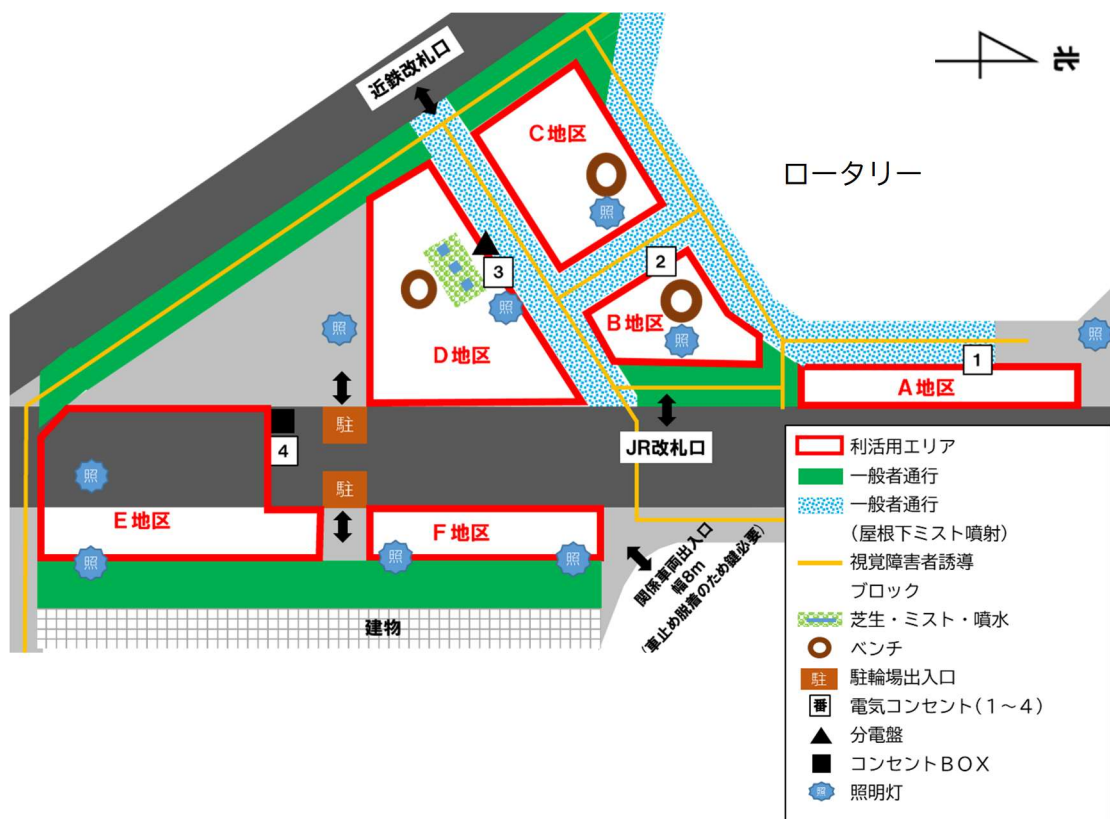 北
近鉄改札口
C地区
ロータリー
照
2
3
照
照
B地区
照
照
D地区
1
A地区
駐
4
JR改札口
照
駐
E地区
F地区
照
照
照
関係車両出入口
幅8m
(車止め脱着のため鍵必要)
建物
利活用エリア
一般者通行
一般者通行
(屋根下ミスト噴射)
視覚障害者誘導
ブロック
芝生・ミスト・噴水
ベンチ
駐 駐輪場出入口
番 電気コンセント(1~4)
分電盤
コンセントBOX
照 照明灯